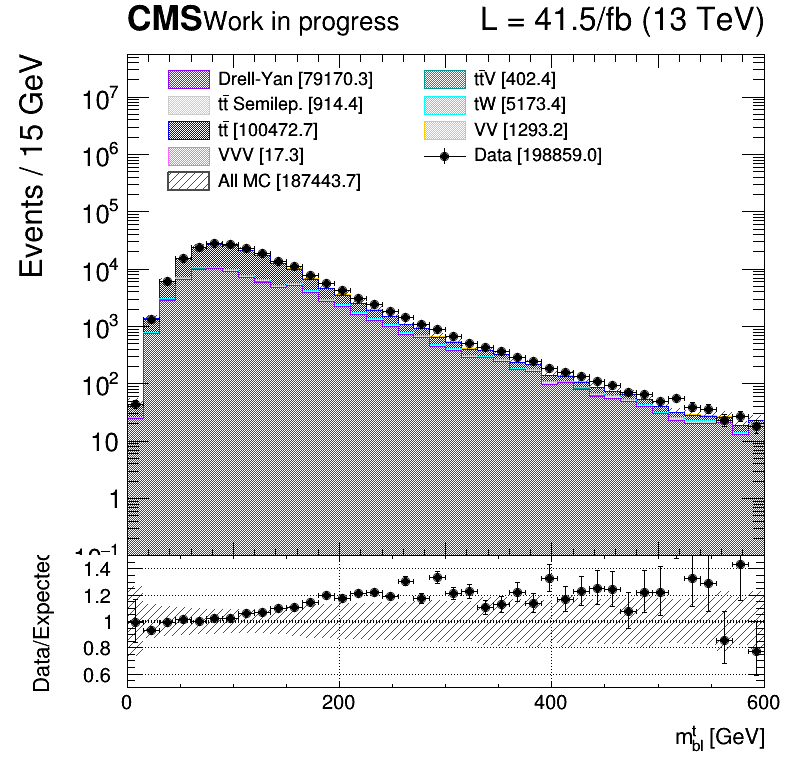 CMS Work in progress L = 41.5/fb (13 TeV)
Events / 15 GeV
Drell-Yan [79170.3]
tt̄V [402.4]
tt̄ Semilep. [914.4]
tW [5173.4]
tt̄ [100472.7]
VV [1293.2]
VVV [17.3]
Data [198859.0]
All MC [187443.7]
10⁷
10⁶
10⁵
10⁴
10³
10²
10
1
10⁻¹
Data/Expected
1.4
1.2
1
0.8
0.6
0 200 400 600
mᵗbl [GeV]